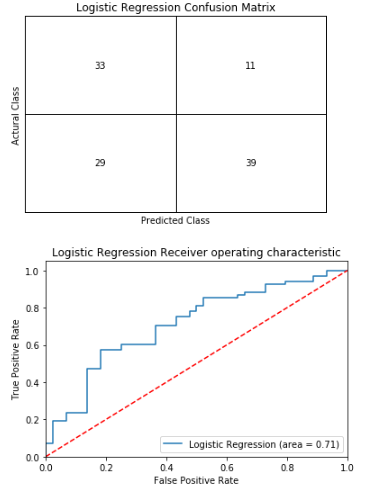 Logistic Regression Confusion Matrix
Actural Class
33 11
29 39
Predicted Class
Logistic Regression Receiver operating characteristic
True Positive Rate
1.0
0.8
0.6
0.4
0.2
0.0
Logistic Regression (area = 0.71)
0.0 0.2 0.4 0.6 0.8 1.0
False Positive Rate